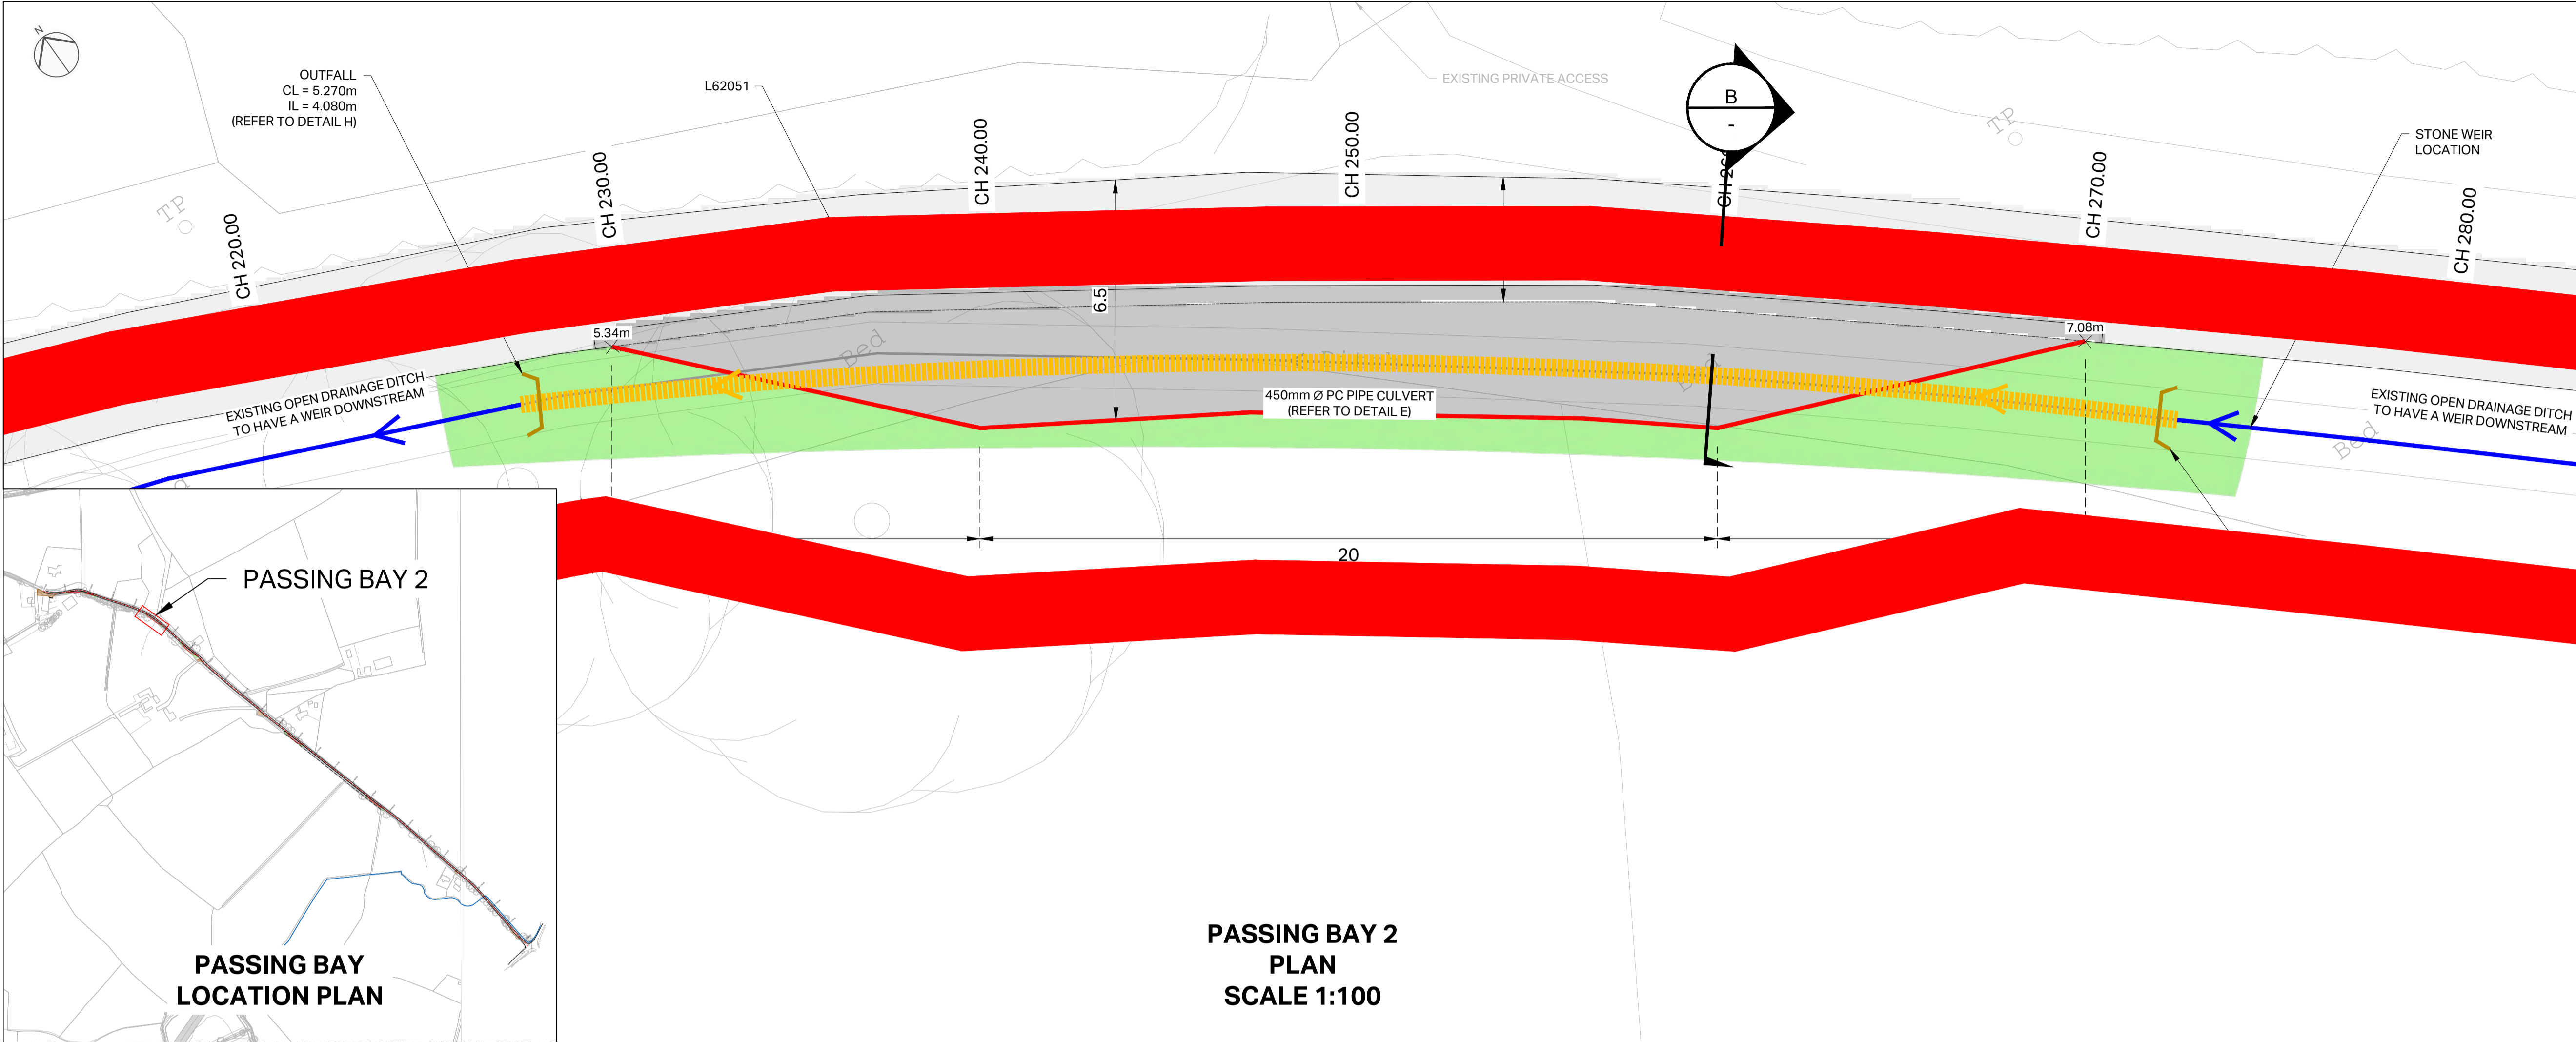 N
OUTFALL
CL = 5.270m
IL = 4.080m
(REFER TO DETAIL H)
L62051
EXISTING PRIVATE ACCESS
B
-
STONE WEIR
LOCATION
TP
TP
CH 220.00
CH 230.00
CH 240.00
CH 250.00
CH 270.00
CH 280.00
5.34m
7.08m
6.5
Bed
Bed
EXISTING OPEN DRAINAGE DITCH
TO HAVE A WEIR DOWNSTREAM
450mm Ø PC PIPE CULVERT
(REFER TO DETAIL E)
EXISTING OPEN DRAINAGE DITCH
TO HAVE A WEIR DOWNSTREAM
20
PASSING BAY 2
PASSING BAY
LOCATION PLAN
PASSING BAY 2
PLAN
SCALE 1:100